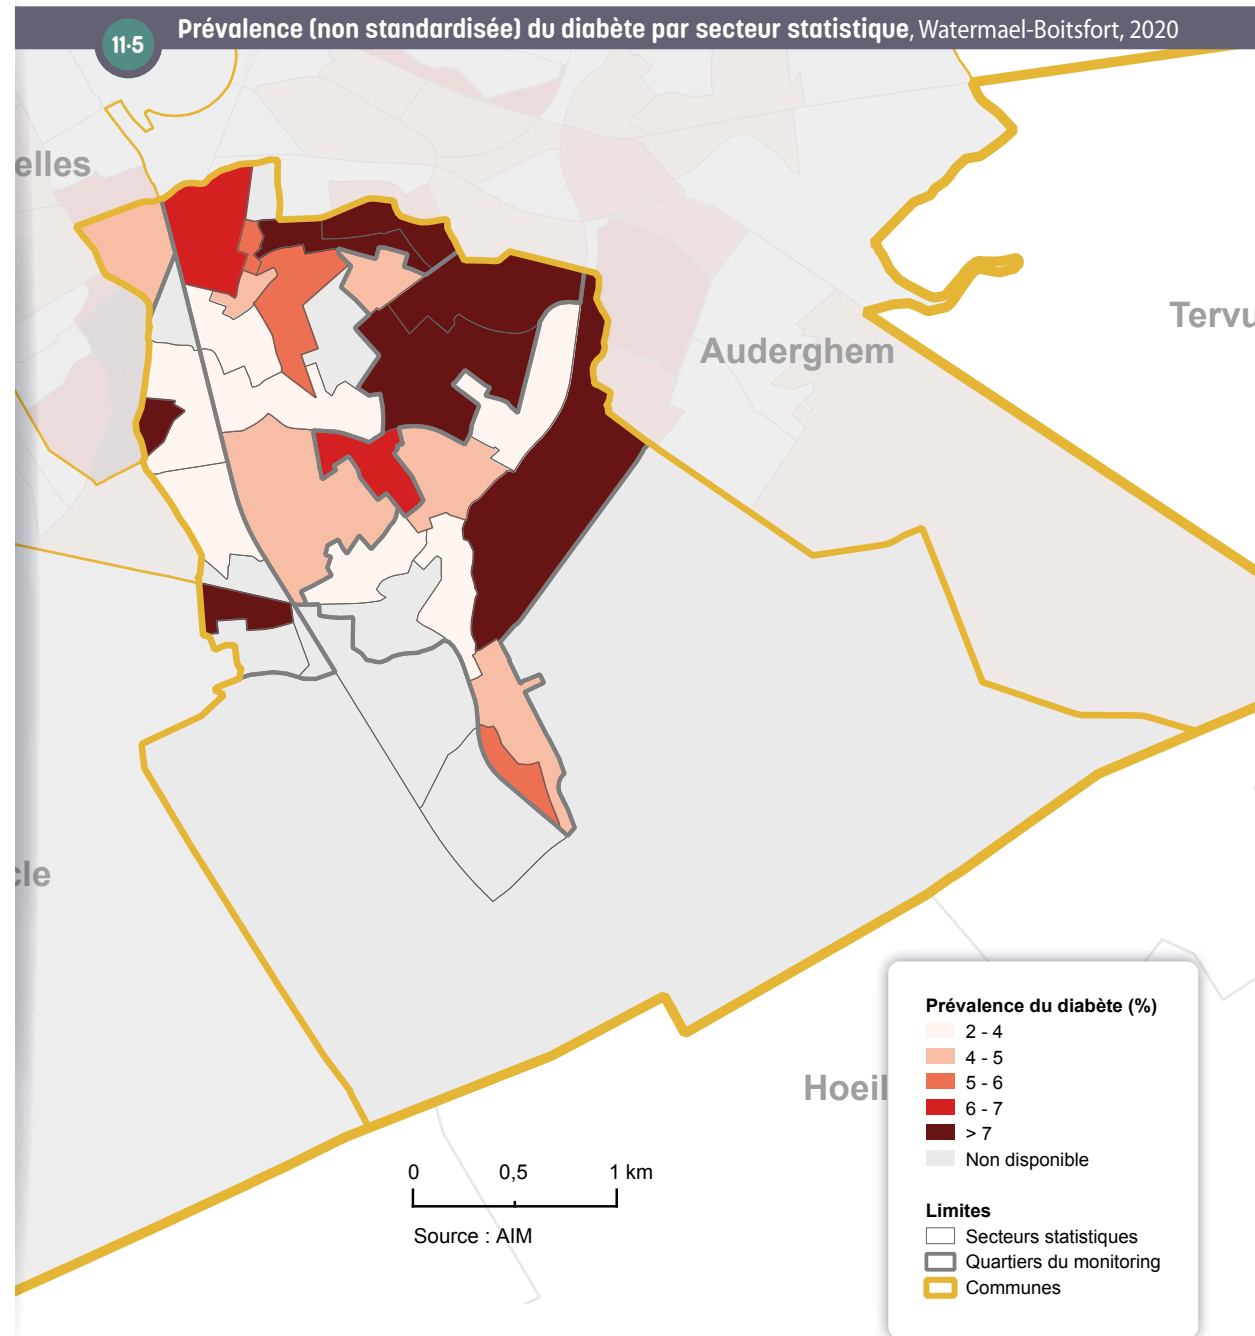 11·5
Prévalence (non standardisée) du diabète par secteur statistique, Watermael-Boitsfort, 2020
elles
Auderghem
Tervu
cle
Hoeil
Prévalence du diabète (%)
2 - 4
4 - 5
5 - 6
6 - 7
> 7
Non disponible
Limites
Secteurs statistiques
Quartiers du monitoring
Communes
0 0,5 1 km
Source : AIM